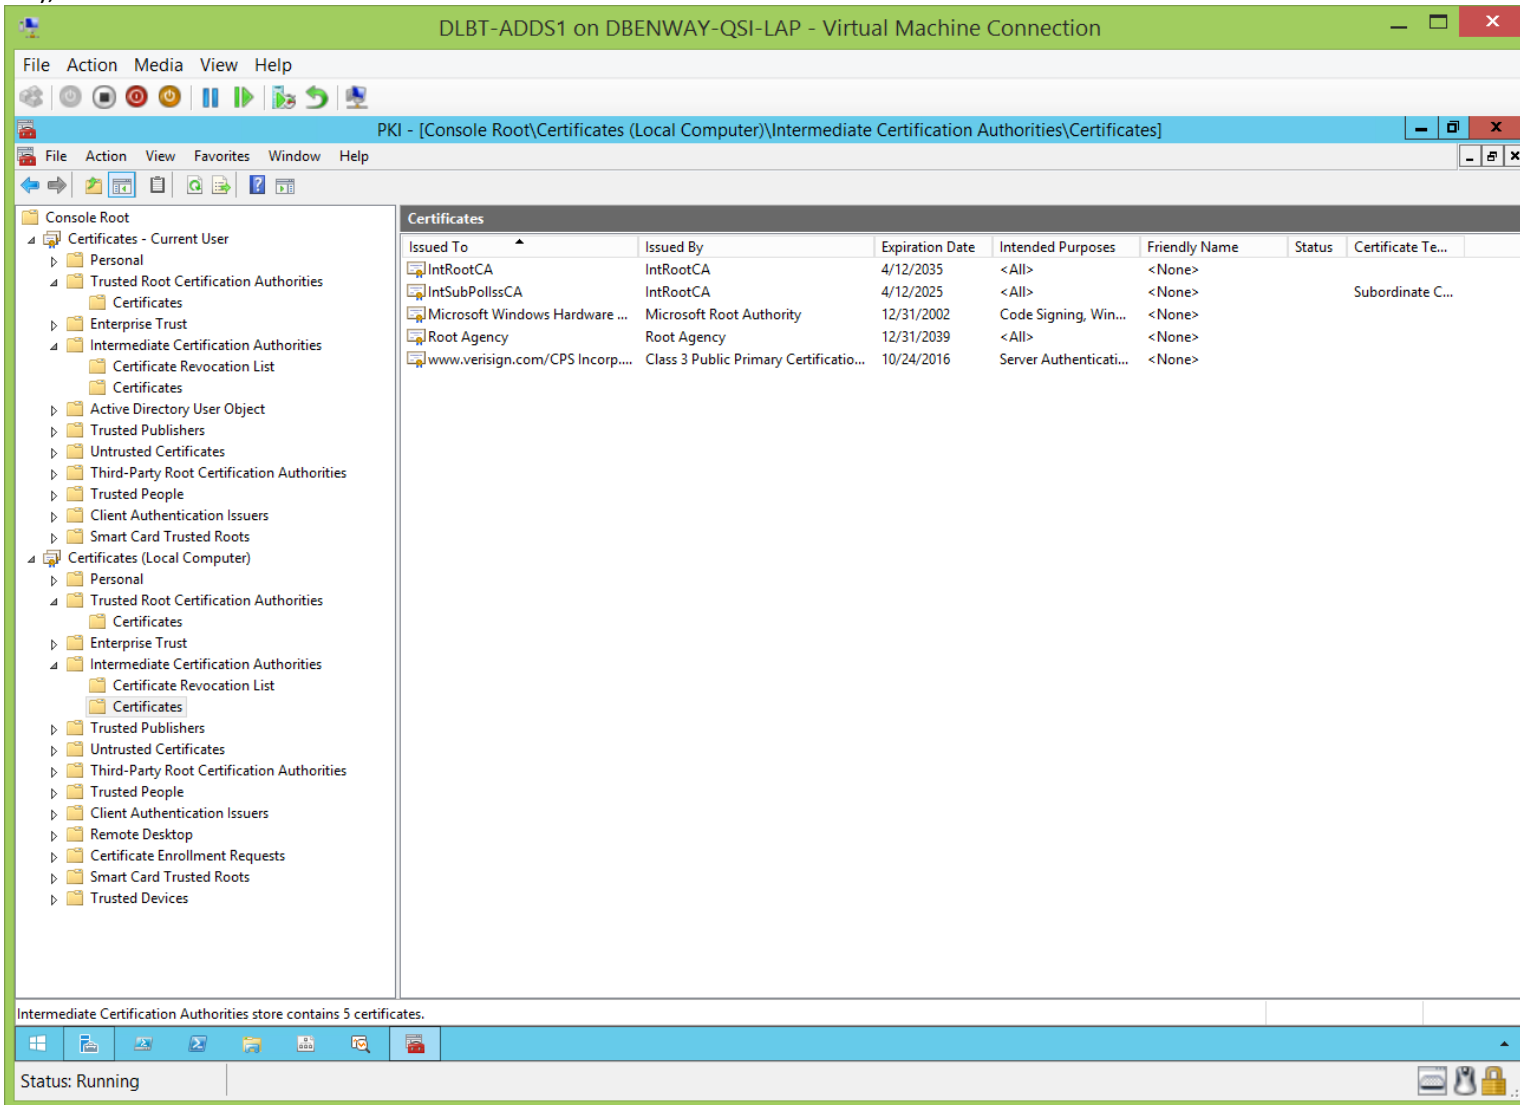 DLBT-ADDS1 on DBENWAY-QSI-LAP - Virtual Machine Connection
File Action Media View Help
PKI - [Console Root\Certificates (Local Computer)\Intermediate Certification Authorities\Certificates]
File Action View Favorites Window Help
Console Root
Certificates - Current User
Personal
Trusted Root Certification Authorities
Certificates
Enterprise Trust
Intermediate Certification Authorities
Certificate Revocation List
Certificates
Active Directory User Object
Trusted Publishers
Untrusted Certificates
Third-Party Root Certification Authorities
Trusted People
Client Authentication Issuers
Smart Card Trusted Roots
Certificates (Local Computer)
Personal
Trusted Root Certification Authorities
Certificates
Enterprise Trust
Intermediate Certification Authorities
Certificate Revocation List
Certificates
Trusted Publishers
Untrusted Certificates
Third-Party Root Certification Authorities
Trusted People
Client Authentication Issuers
Remote Desktop
Certificate Enrollment Requests
Smart Card Trusted Roots
Trusted Devices
Certificates
Issued To Issued By Expiration Date Intended Purposes Friendly Name Status Certificate Te...
IntRootCA IntRootCA 4/12/2035 <All> <None>
IntSubPolIssCA IntRootCA 4/12/2025 <All> <None> Subordinate C...
Microsoft Windows Hardware ... Microsoft Root Authority 12/31/2002 Code Signing, Win... <None>
Root Agency Root Agency 12/31/2039 <All> <None>
www.verisign.com/CPS Incorp.... Class 3 Public Primary Certificatio... 10/24/2016 Server Authenticati... <None>
Intermediate Certification Authorities store contains 5 certificates.
Status: Running